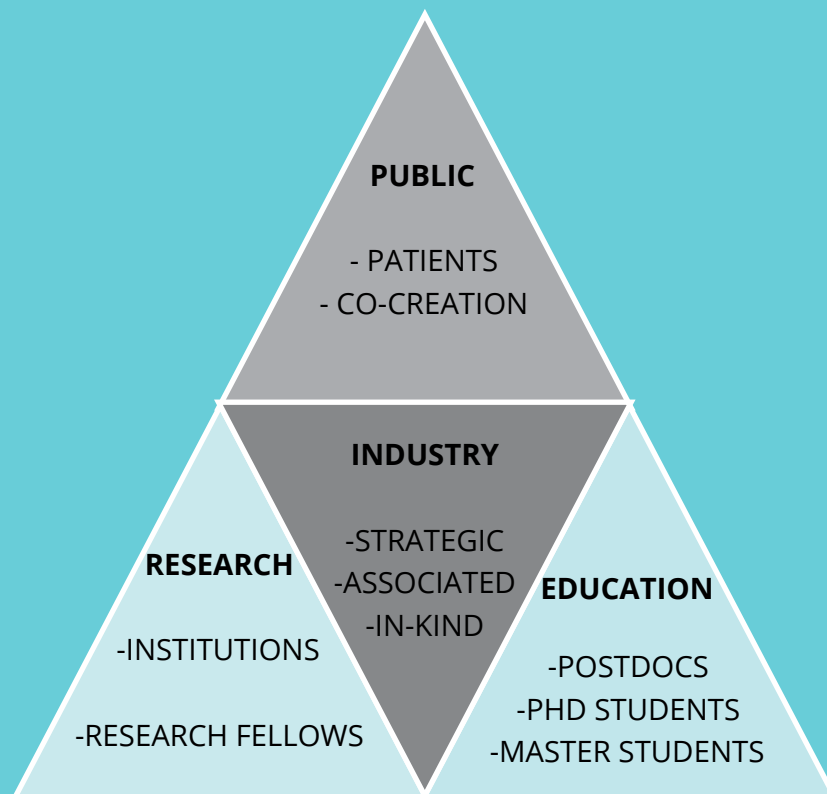 PUBLIC
- PATIENTS
- CO-CREATION
INDUSTRY
-STRATEGIC
-ASSOCIATED
-IN-KIND
RESEARCH
-INSTITUTIONS
-RESEARCH FELLOWS
EDUCATION
-POSTDOCS
-PHD STUDENTS
-MASTER STUDENTS